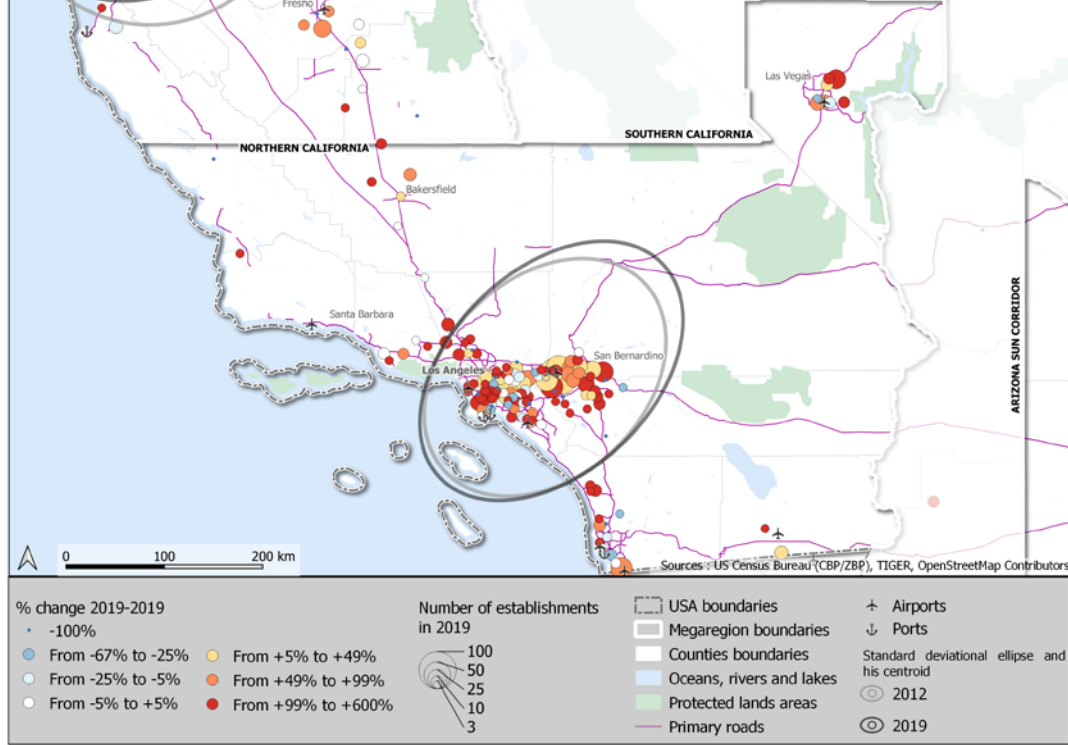 Fresno
Las Vegas
SOUTHERN CALIFORNIA
NORTHERN CALIFORNIA
Bakersfield
ARIZONA SUN CORRIDOR
Santa Barbara
San Bernardino
Los Angeles
0 100 200 km
Sources : US Census Bureau (CBP/ZBP), TIGER, OpenStreetMap Contributors
% change 2019-2019
-100%
From -67% to -25%
From -25% to -5%
From -5% to +5%
From +5% to +49%
From +49% to +99%
From +99% to +600%
Number of establishments
in 2019
100
50
25
10
3
USA boundaries
Megaregion boundaries
Counties boundaries
Oceans, rivers and lakes
Protected lands areas
Primary roads
Airports
Ports
Standard deviational ellipse and
his centroid
2012
2019